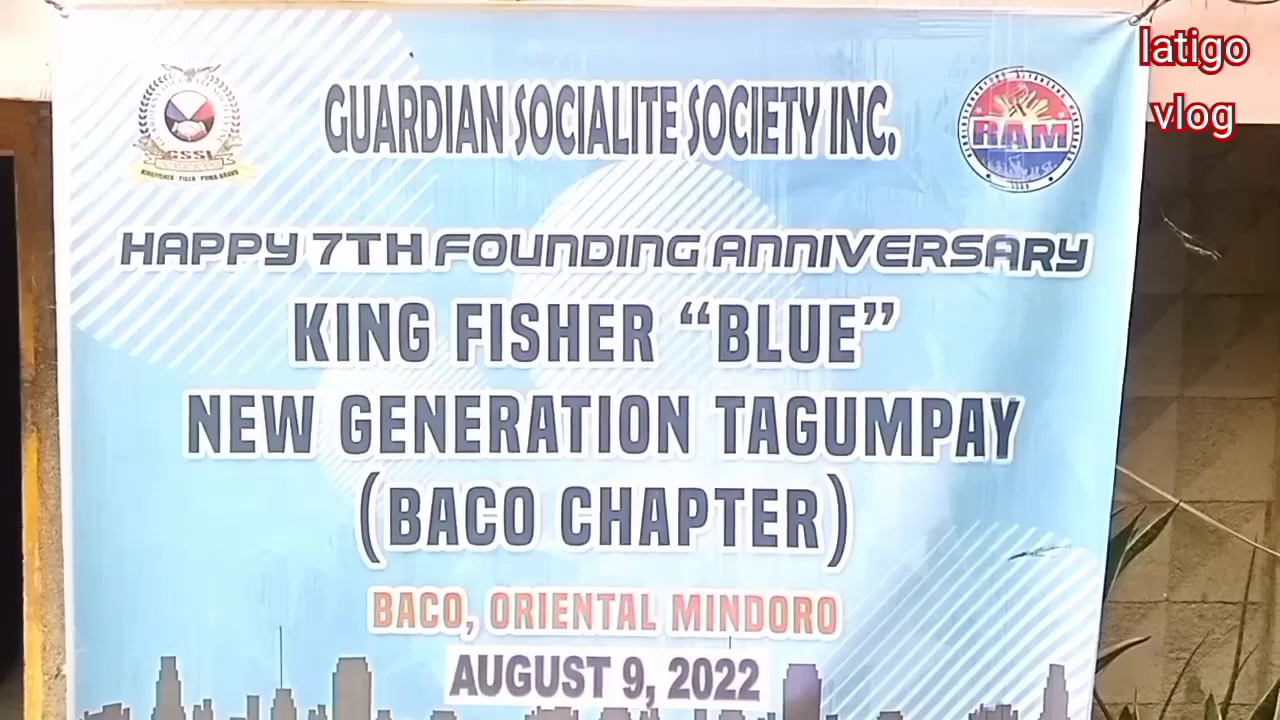 latigo
vlog
GUARDIAN SOCIALITE SOCIETY INC.
GSSI
RAM
HAPPY 7TH FOUNDING ANNIVERSARY
KING FISHER “BLUE”
NEW GENERATION TAGUMPAY
(BACO CHAPTER)
BACO, ORIENTAL MINDORO
AUGUST 9, 2022